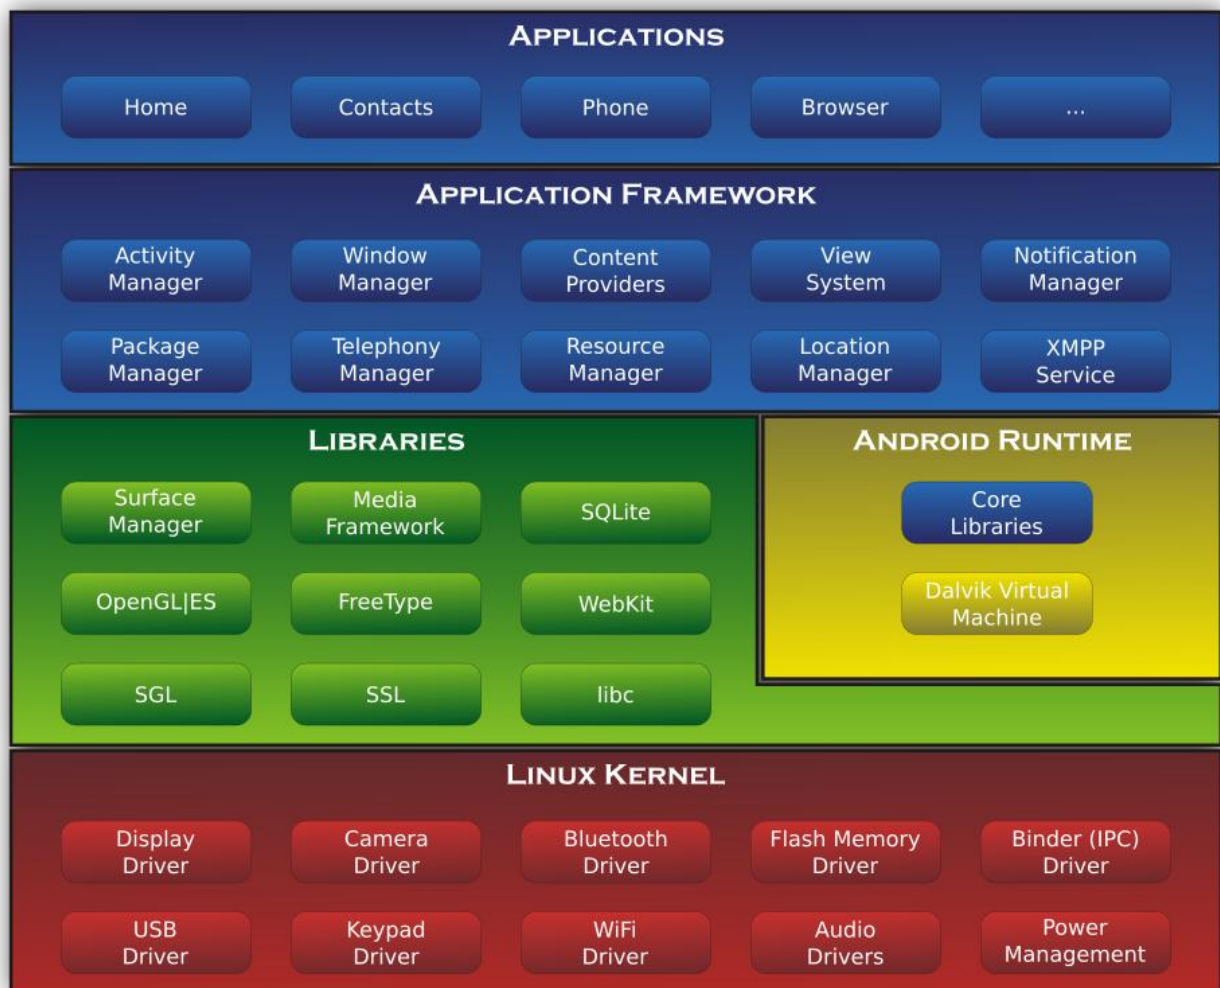 APPLICATIONS
Home
Contacts
Phone
Browser
...
APPLICATION FRAMEWORK
Activity
Manager
Window
Manager
Content
Providers
View
System
Notification
Manager
Package
Manager
Telephony
Manager
Resource
Manager
Location
Manager
XMPP
Service
LIBRARIES
Surface
Manager
Media
Framework
SQLite
OpenGL|ES
FreeType
WebKit
SGL
SSL
libc
ANDROID RUNTIME
Core
Libraries
Dalvik Virtual
Machine
LINUX KERNEL
Display
Driver
Camera
Driver
Bluetooth
Driver
Flash Memory
Driver
Binder (IPC)
Driver
USB
Driver
Keypad
Driver
WiFi
Driver
Audio
Drivers
Power
Management